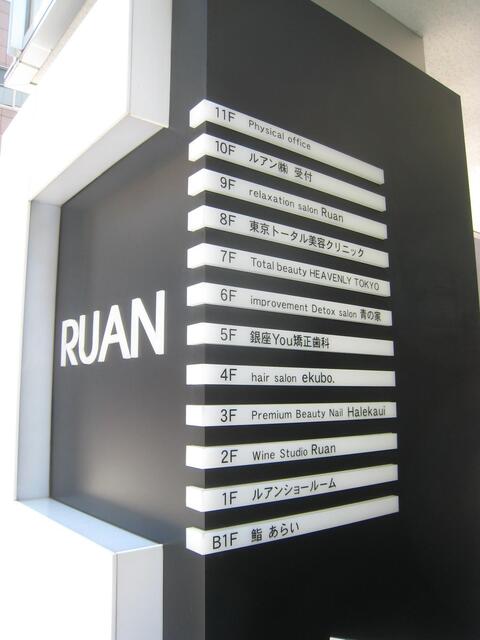 RUAN
11F Physical office
10F ルアン㈱ 受付
9F relaxation salon Ruan
8F 東京トータル美容クリニック
7F Total beauty HEAVENLY TOKYO
6F improvement Detox salon 青の家
5F 銀座You矯正歯科
4F hair salon ekubo.
3F Premium Beauty Nail Halekaui
2F Wine Studio Ruan
1F ルアンショールーム
B1F 鮨 あらい